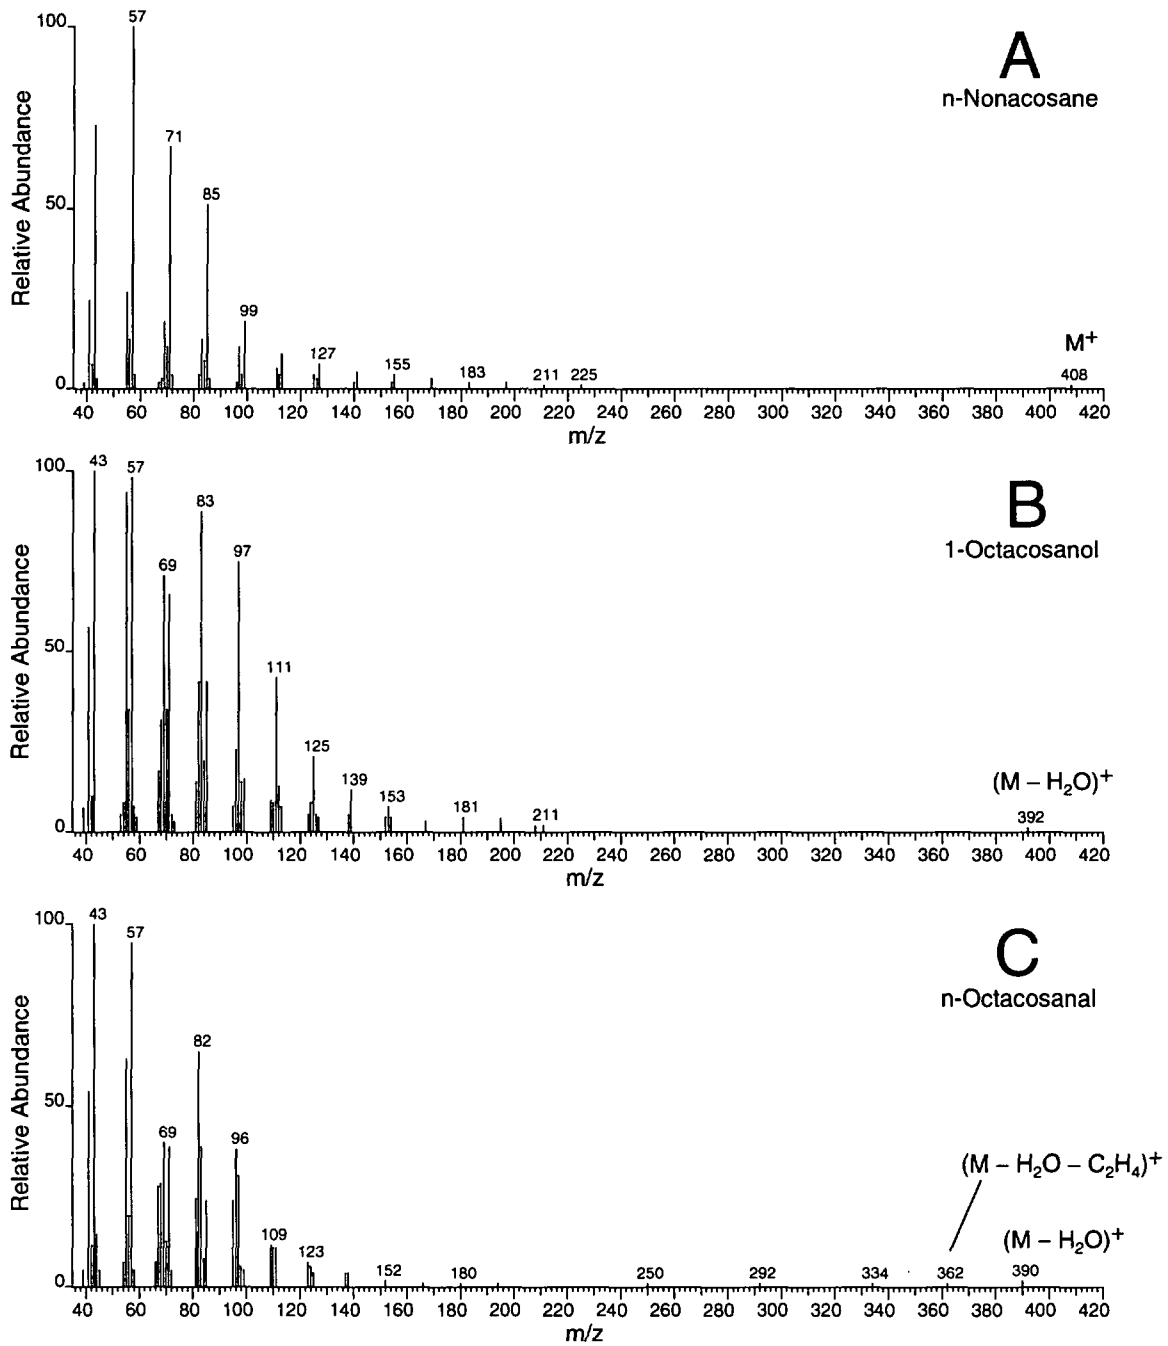 100
57
A
n-Nonacosane
71
85
50
Relative Abundance
99
127
155
183
211
225
M+
408
0
40 60 80 100 120 140 160 180 200 220 240 260 280 300 320 340 360 380 400 420
m/z
100
43
57
B
1-Octacosanol
83
97
69
50
Relative Abundance
111
125
139
153
181
211
(M – H₂O)⁺
392
0
40 60 80 100 120 140 160 180 200 220 240 260 280 300 320 340 360 380 400 420
m/z
100
43
57
C
n-Octacosanal
82
50
69
96
Relative Abundance
109
123
152
180
250
292
334
(M – H₂O – C₂H₄)⁺
362
(M – H₂O)⁺
390
0
40 60 80 100 120 140 160 180 200 220 240 260 280 300 320 340 360 380 400 420
m/z